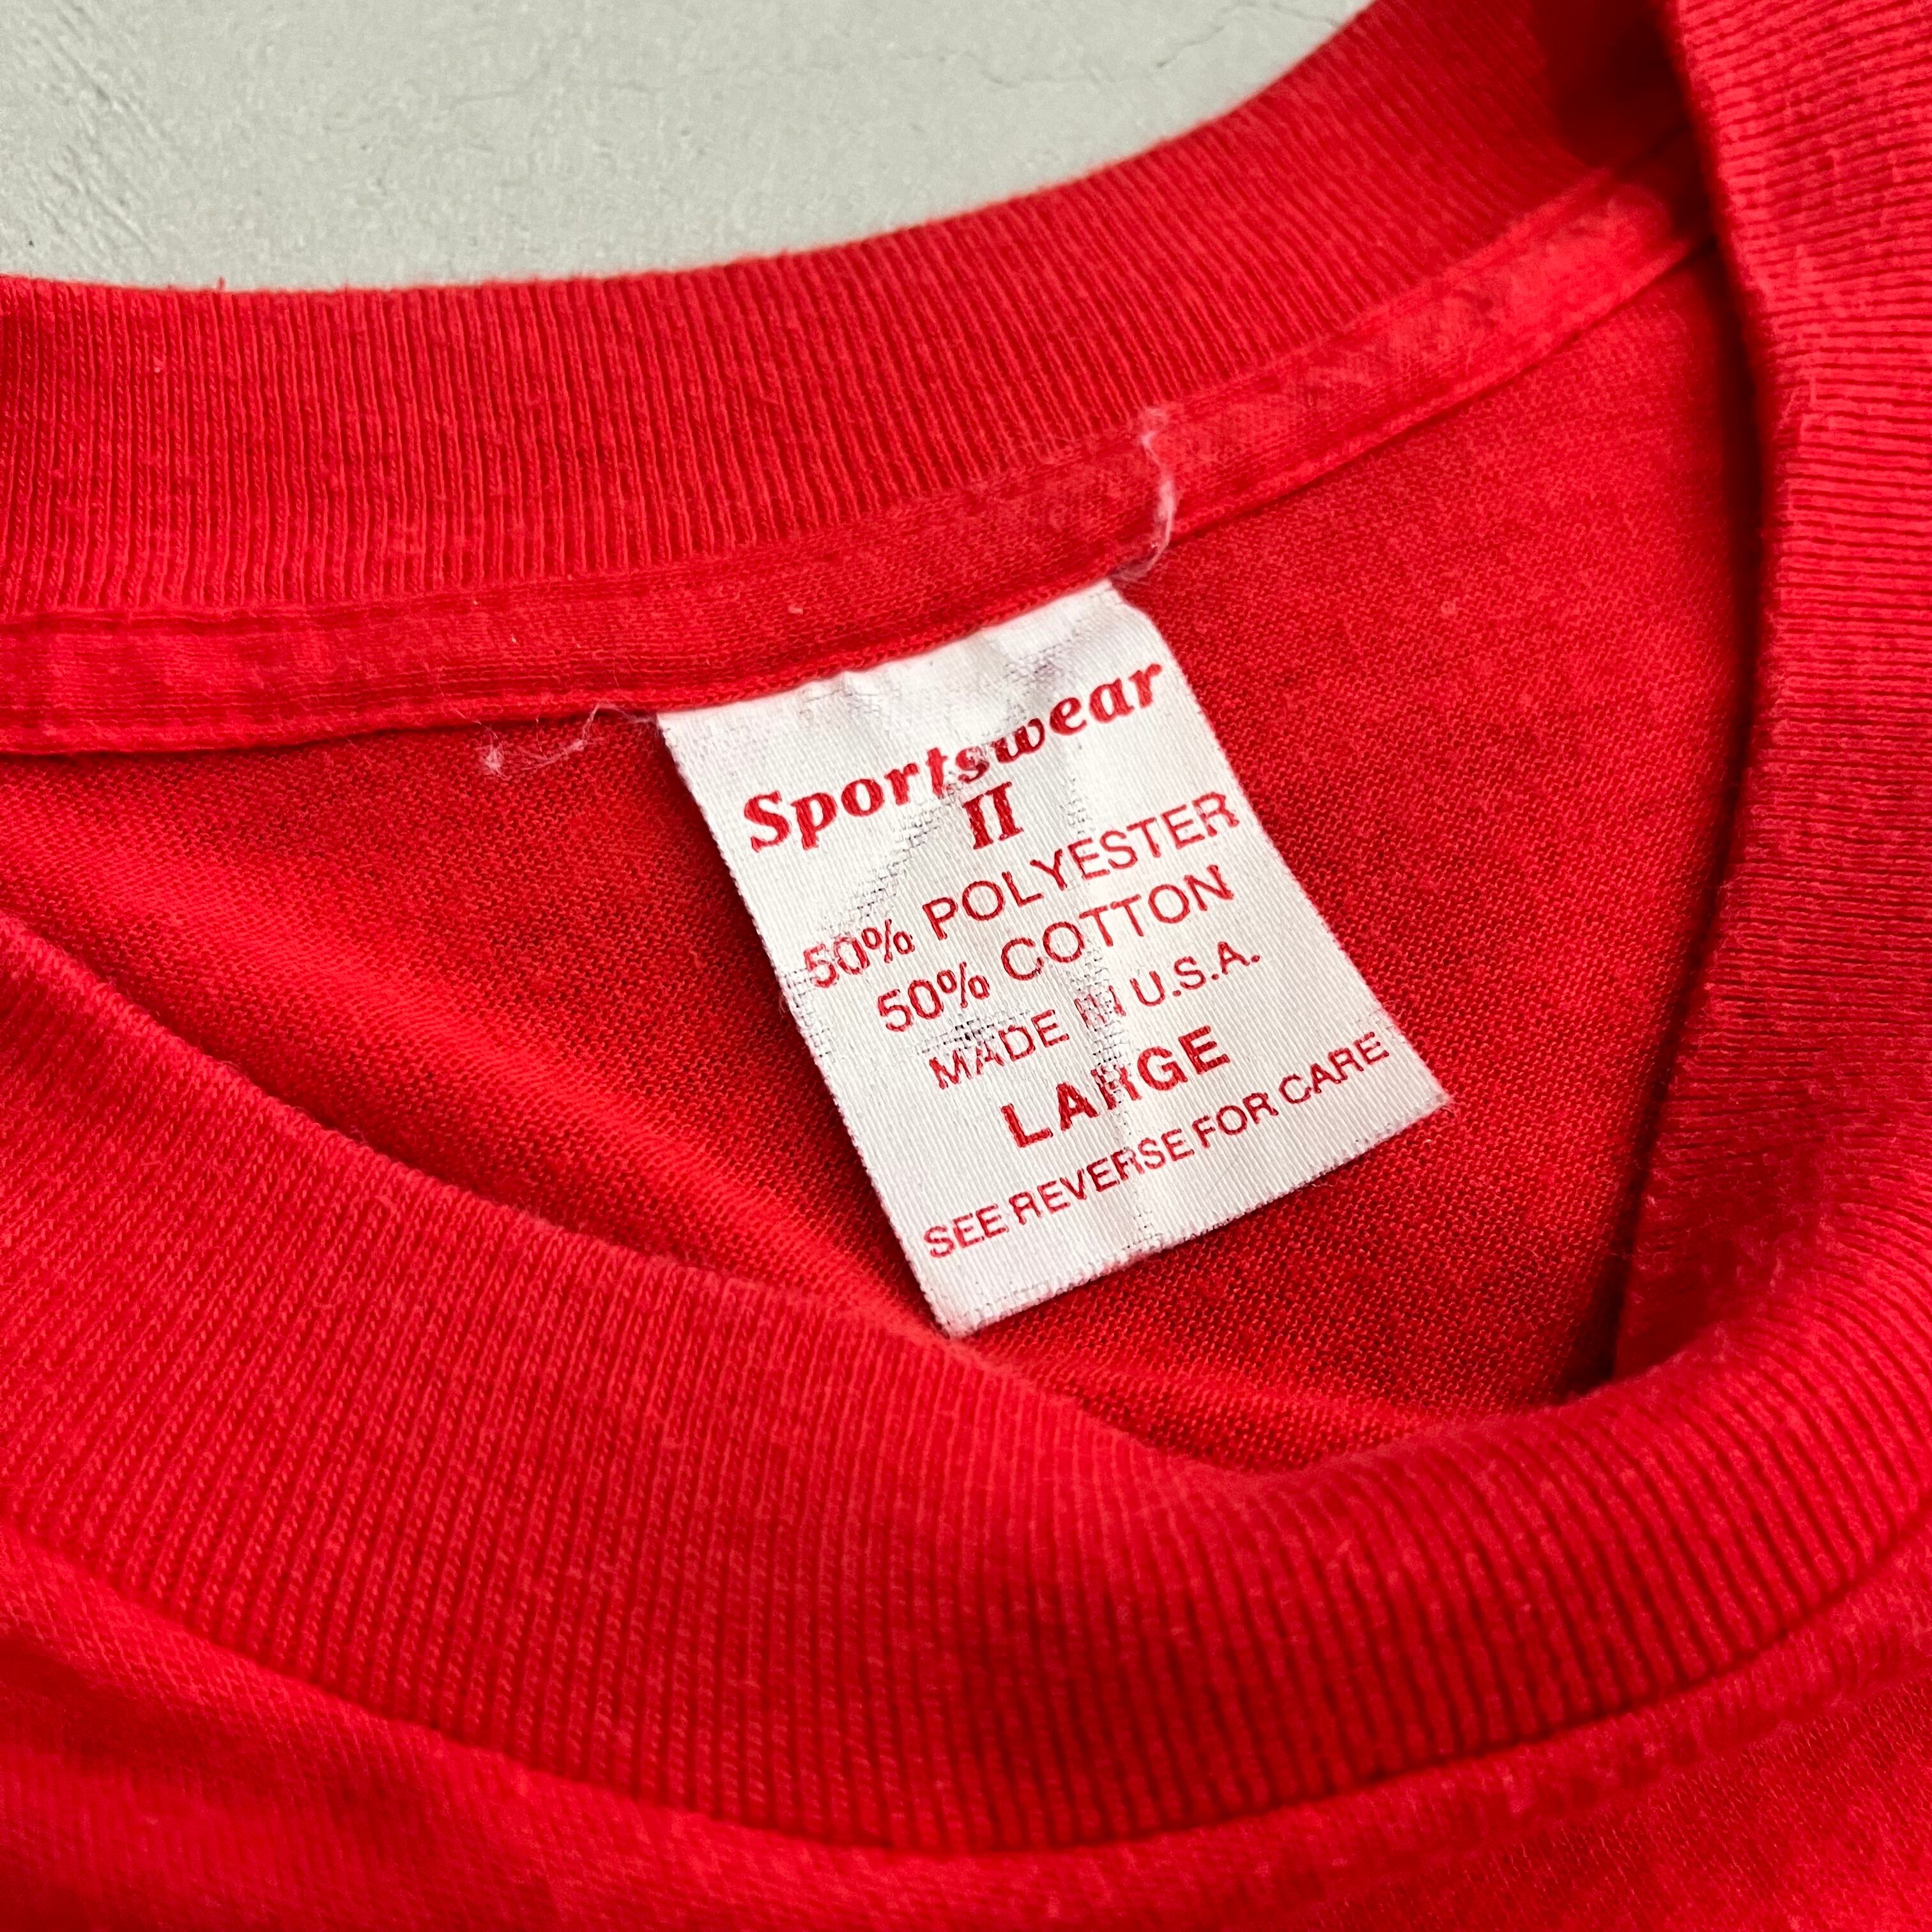 Sportswear
II
50% POLYESTER
50% COTTON
MADE IN U.S.A.
LARGE
SEE REVERSE FOR CARE